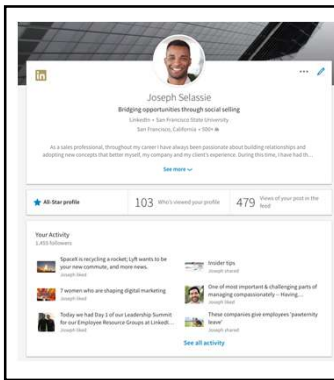 in
Joseph Selassie
Bridging opportunities through social selling
LinkedIn • San Francisco State University
San Francisco, California • 500+
As a sales professional, throughout my career I have always been passionate about building relationships and
adopting new concepts that better myself, my company and my client's experience. During this time, I have had th...
See more
All-Star profile
103 Who's viewed your profile
479 Views of your post in the feed
Your Activity
1,493 followers
SpaceX is recycling a rocket; Lyft wants to be
your new commute, and more news.
Joseph liked
7 women who are shaping digital marketing
Joseph liked
Today we had Day 1 of our Leadership Summit
for our Employee Resource Groups at LinkedI...
Joseph liked
Insider tips
Joseph shared
One of most important & challenging parts of
managing compassionately – Having...
Joseph liked
These companies give employees 'pawternity
leave'
Joseph shared
See all activity